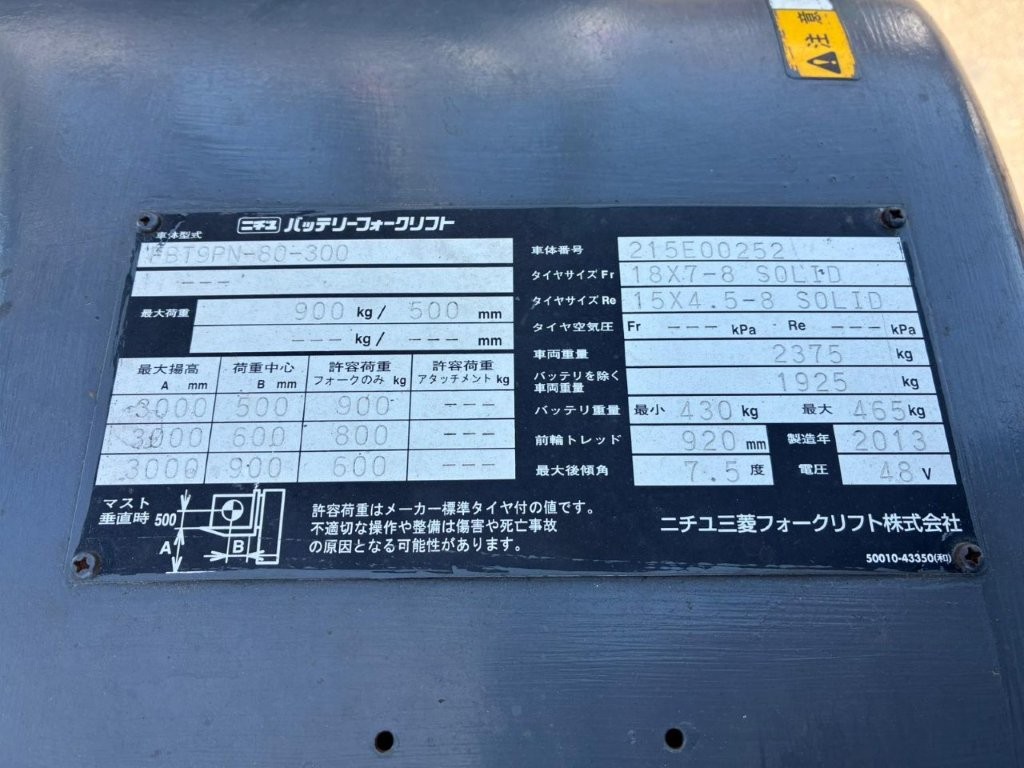 注意
ニチユ バッテリーフォークリフト
車体型式
FBT9PN-80-300
---
最大荷重 900 kg/ 500 mm
--- kg/ --- mm
最大揚高 A mm 荷重中心 B mm 許容荷重 フォークのみ kg 許容荷重 アタッチメント kg
3000 500 900 ---
3000 600 800 ---
3000 900 600 ---
マスト垂直時 500 A B
許容荷重はメーカー標準タイヤ付の値です。
不適切な操作や整備は傷害や死亡事故
の原因となる可能性があります。
車体番号 215E00252
タイヤサイズ Fr 18X7-8 SOLID
タイヤサイズ Re 15X4.5-8 SOLID
タイヤ空気圧 Fr --- kPa Re --- kPa
車両重量 2375 kg
バッテリを除く車両重量 1925 kg
バッテリ重量 最小 430 kg 最大 465 kg
前輪トレッド 920 mm 製造年 2013
最大後傾角 7.5 度 電圧 48 V
ニチユ三菱フォークリフト株式会社
50010-43350(和)